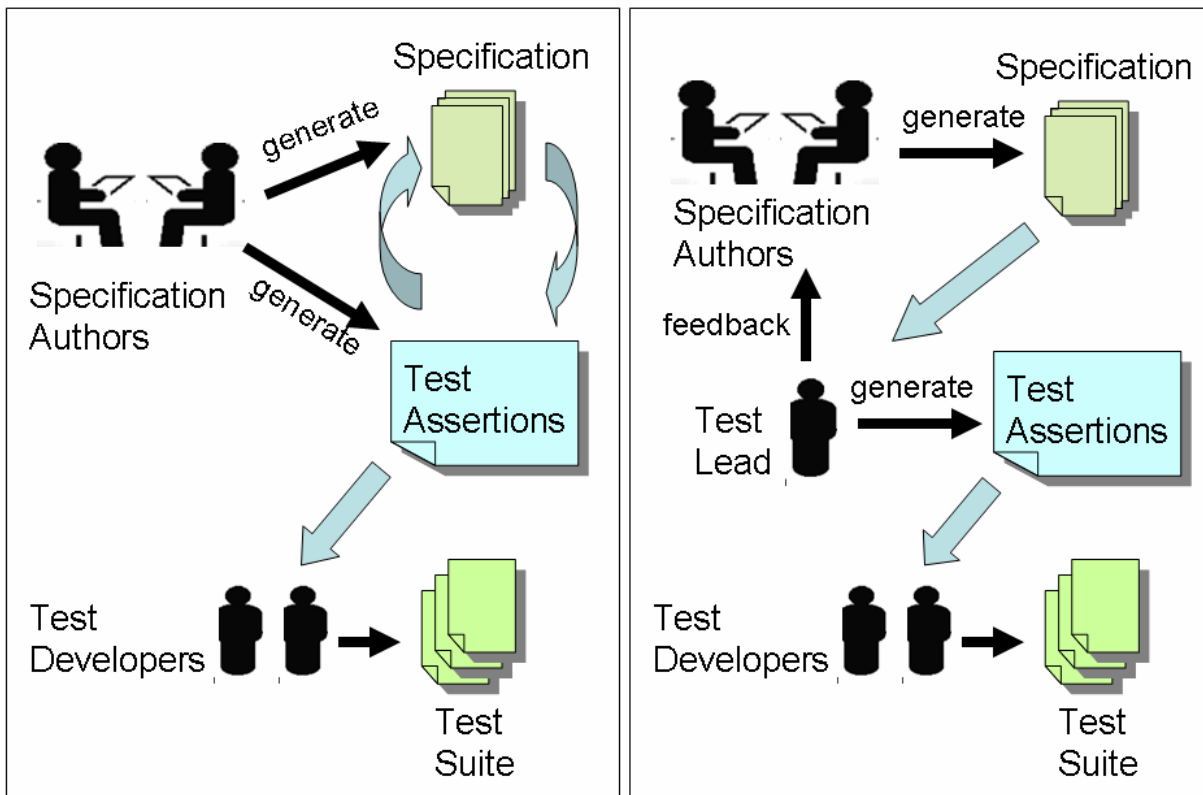 Specification
generate
Specification
Authors
generate
Test
Assertions
Test
Developers
Test
Suite
Specification
generate
Specification
Authors
feedback
generate
Test
Lead
Test
Assertions
Test
Developers
Test
Suite